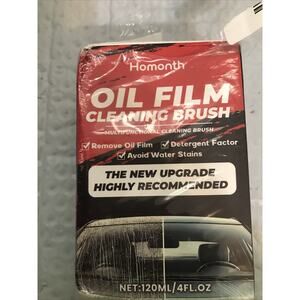 Homonth
OIL FILM
CLEANING BRUSH
MULTIFUNCTIONAL CLEANING BRUSH
Remove Oil Film Detergent Factor
Avoid Water Stains
THE NEW UPGRADE
HIGHLY RECOMMENDED
NET:120ML/4FL.OZ